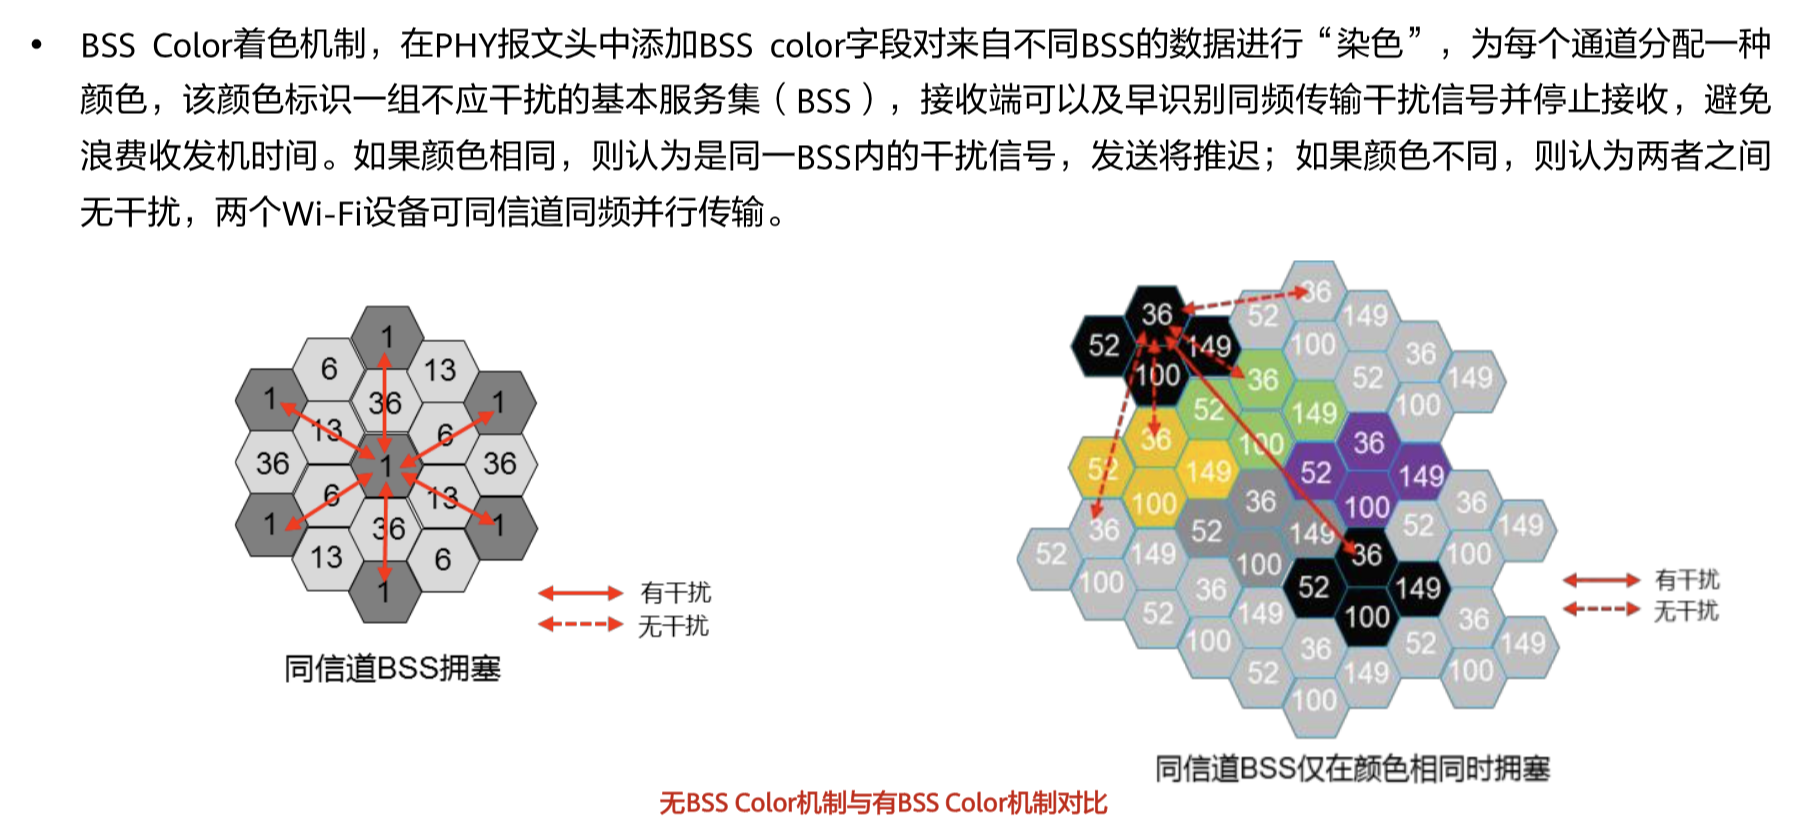 • BSS Color着色机制，在PHY报文头中添加BSS color字段对来自不同BSS的数据进行“染色”，为每个通道分配一种
颜色，该颜色标识一组不应干扰的基本服务集（BSS），接收端可以及早识别同频传输干扰信号并停止接收，避免
浪费收发机时间。如果颜色相同，则认为是同一BSS内的干扰信号，发送将推迟；如果颜色不同，则认为两者之间
无干扰，两个Wi-Fi设备可同信道同频并行传输。
1
6 13
1 36 1
13 6
36 1 36
6 13
1 36 1
13 6
1
有干扰
无干扰
同信道BSS拥塞
36
36 52 149
52 149 100 36
100 36 52 149
52 149 100
36 100 36
52 149 52 149
100 36 100 36
36 52 149 52 149
52 149 100 36 100
100 36 52 149
52 149 100 36
100 36 52 149
52 149 100
100
有干扰
无干扰
同信道BSS仅在颜色相同时拥塞
无BSS Color机制与有BSS Color机制对比